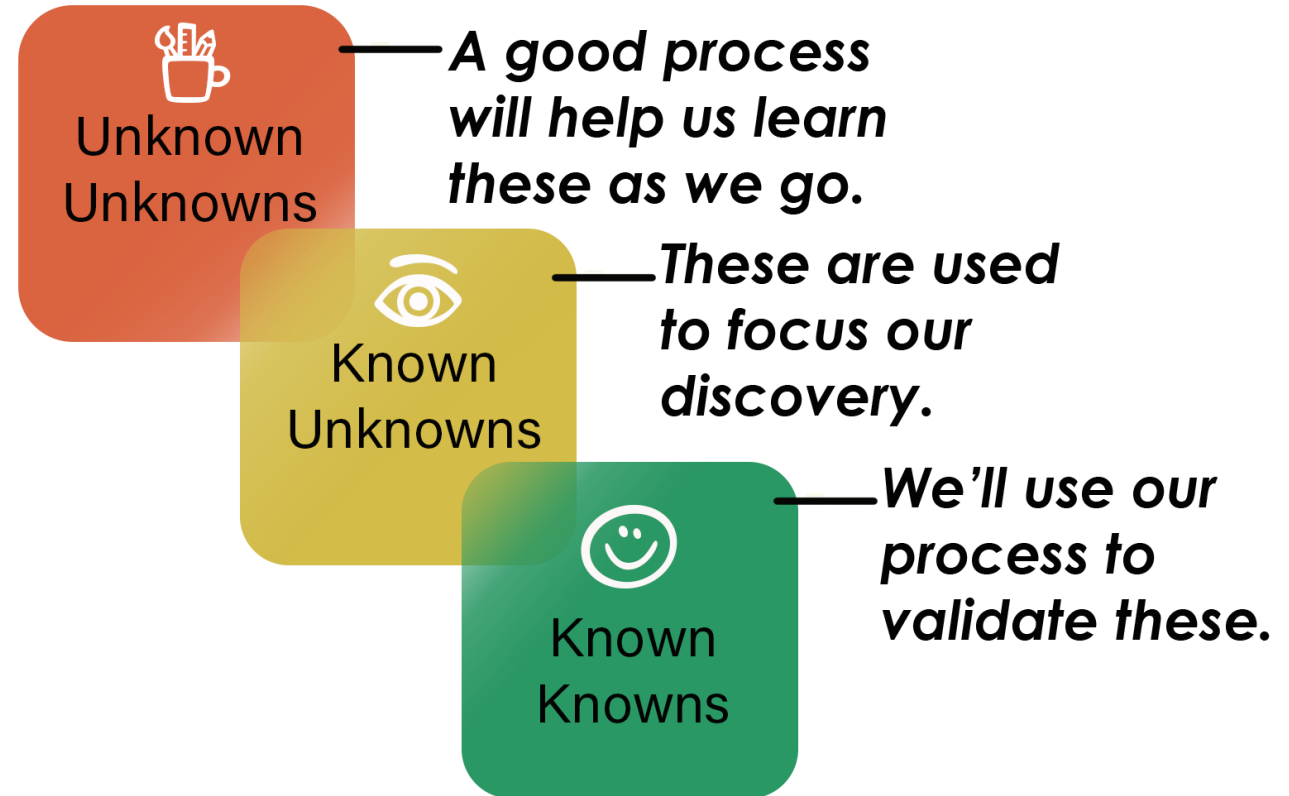 Unknown
Unknowns
A good process
will help us learn
these as we go.
Known
Unknowns
These are used
to focus our
discovery.
Known
Knowns
We’ll use our
process to
validate these.